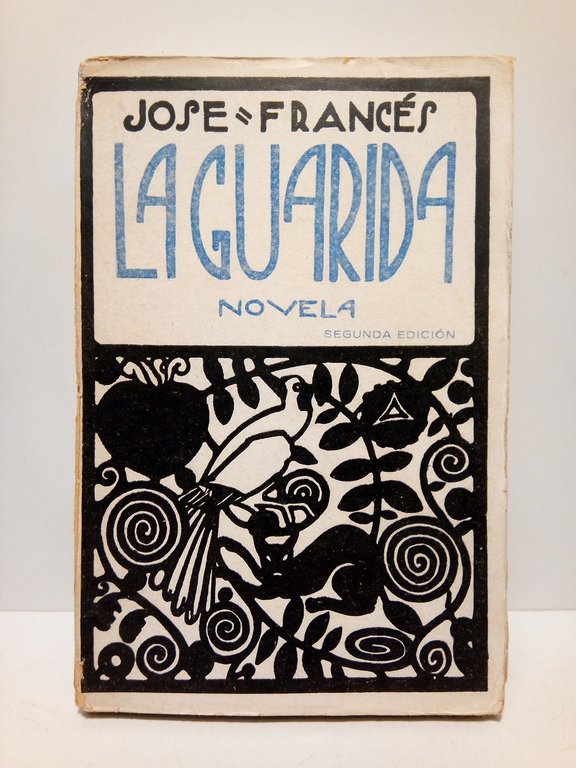 JOSE=FRANCÉS
LA GUARIDA
NOVELA
SEGUNDA EDICIÓN